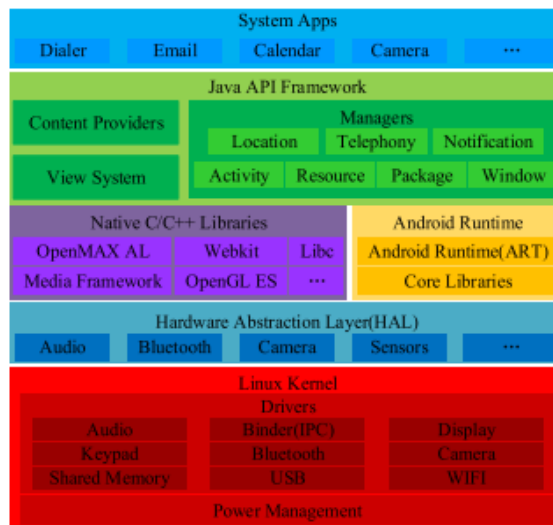 System Apps
Dialer Email Calendar Camera ...
Java API Framework
Content Providers
View System
Managers
Location Telephony Notification
Activity Resource Package Window
Native C/C++ Libraries
OpenMAX AL Webkit Libc
Media Framework OpenGL ES ...
Android Runtime
Android Runtime(ART)
Core Libraries
Hardware Abstraction Layer(HAL)
Audio Bluetooth Camera Sensors ...
Linux Kernel
Drivers
Audio Binder(IPC) Display
Keypad Bluetooth Camera
Shared Memory USB WIFI
Power Management